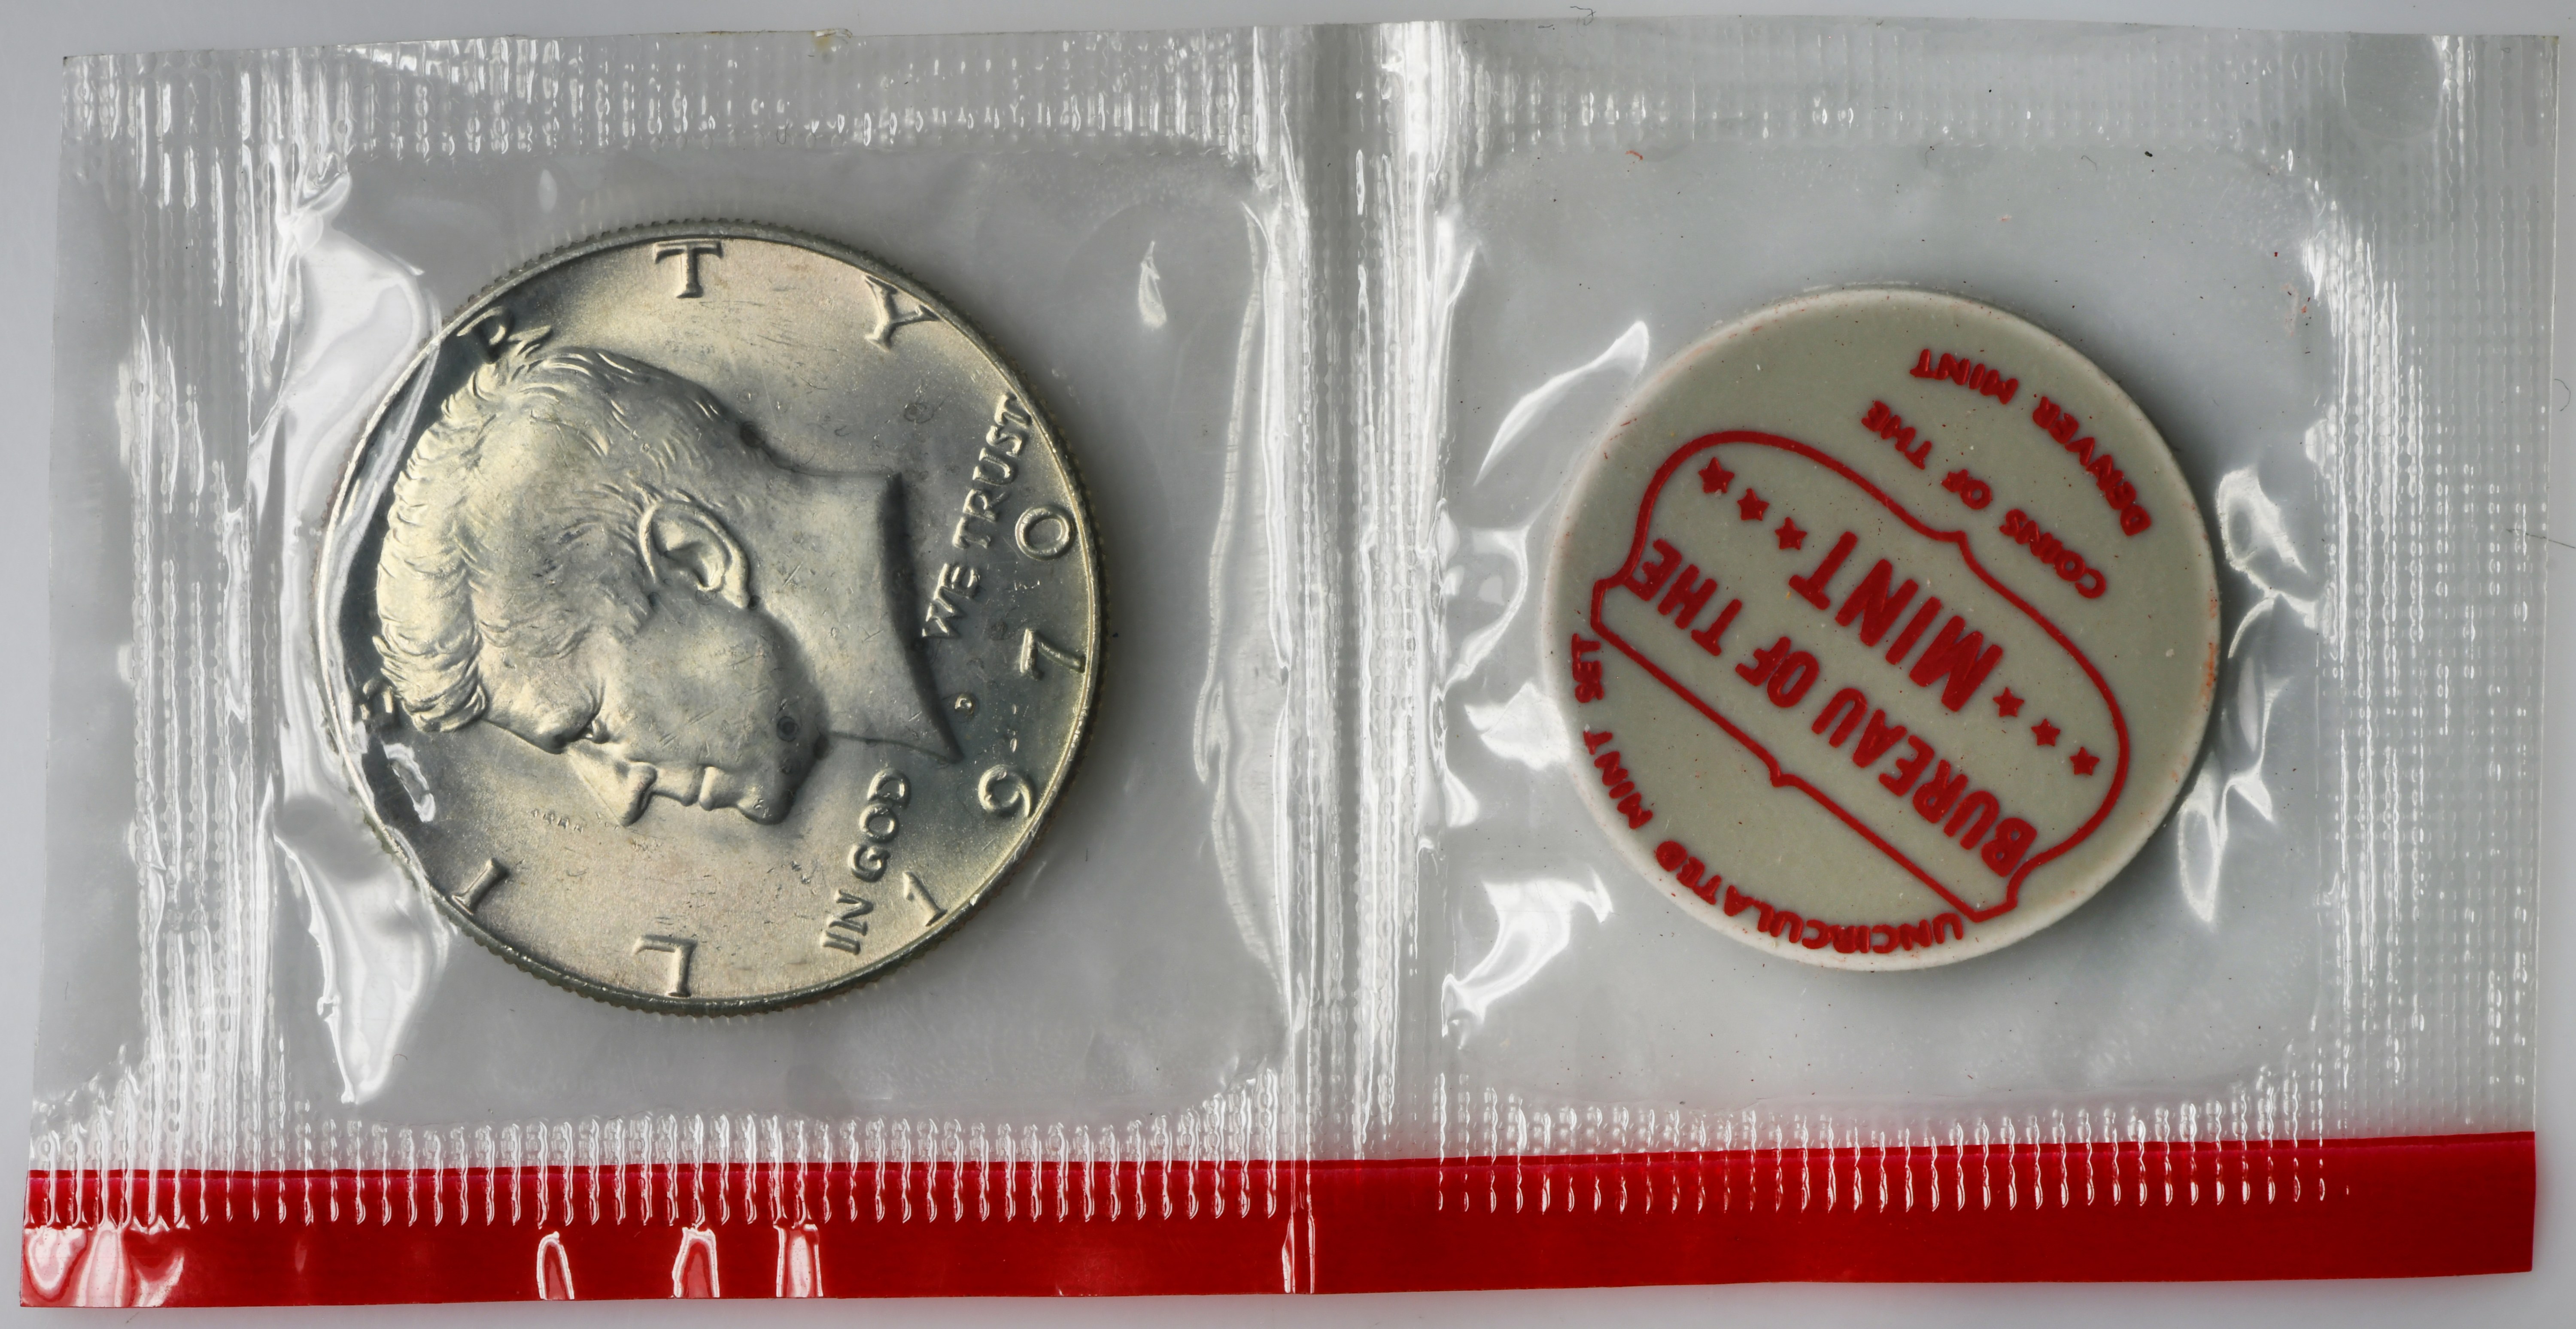 LIBERTY
IN GOD WE TRUST
1970
UNCIRCULATED MINT SET
BUREAU OF THE
MINT
COINS OF THE
DENVER MINT